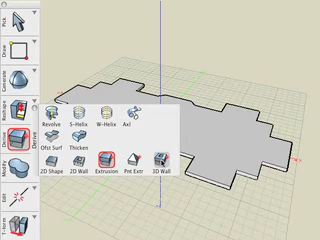 Pick
Draw
Generate
Reshape
Derive
Modify
Edit
T-form
Derive
Revolve S-Helix W-Helix Axl
Ofst Surf Thicken
2D Shape 2D Wall Extrusion Pnt Extr 3D Wall